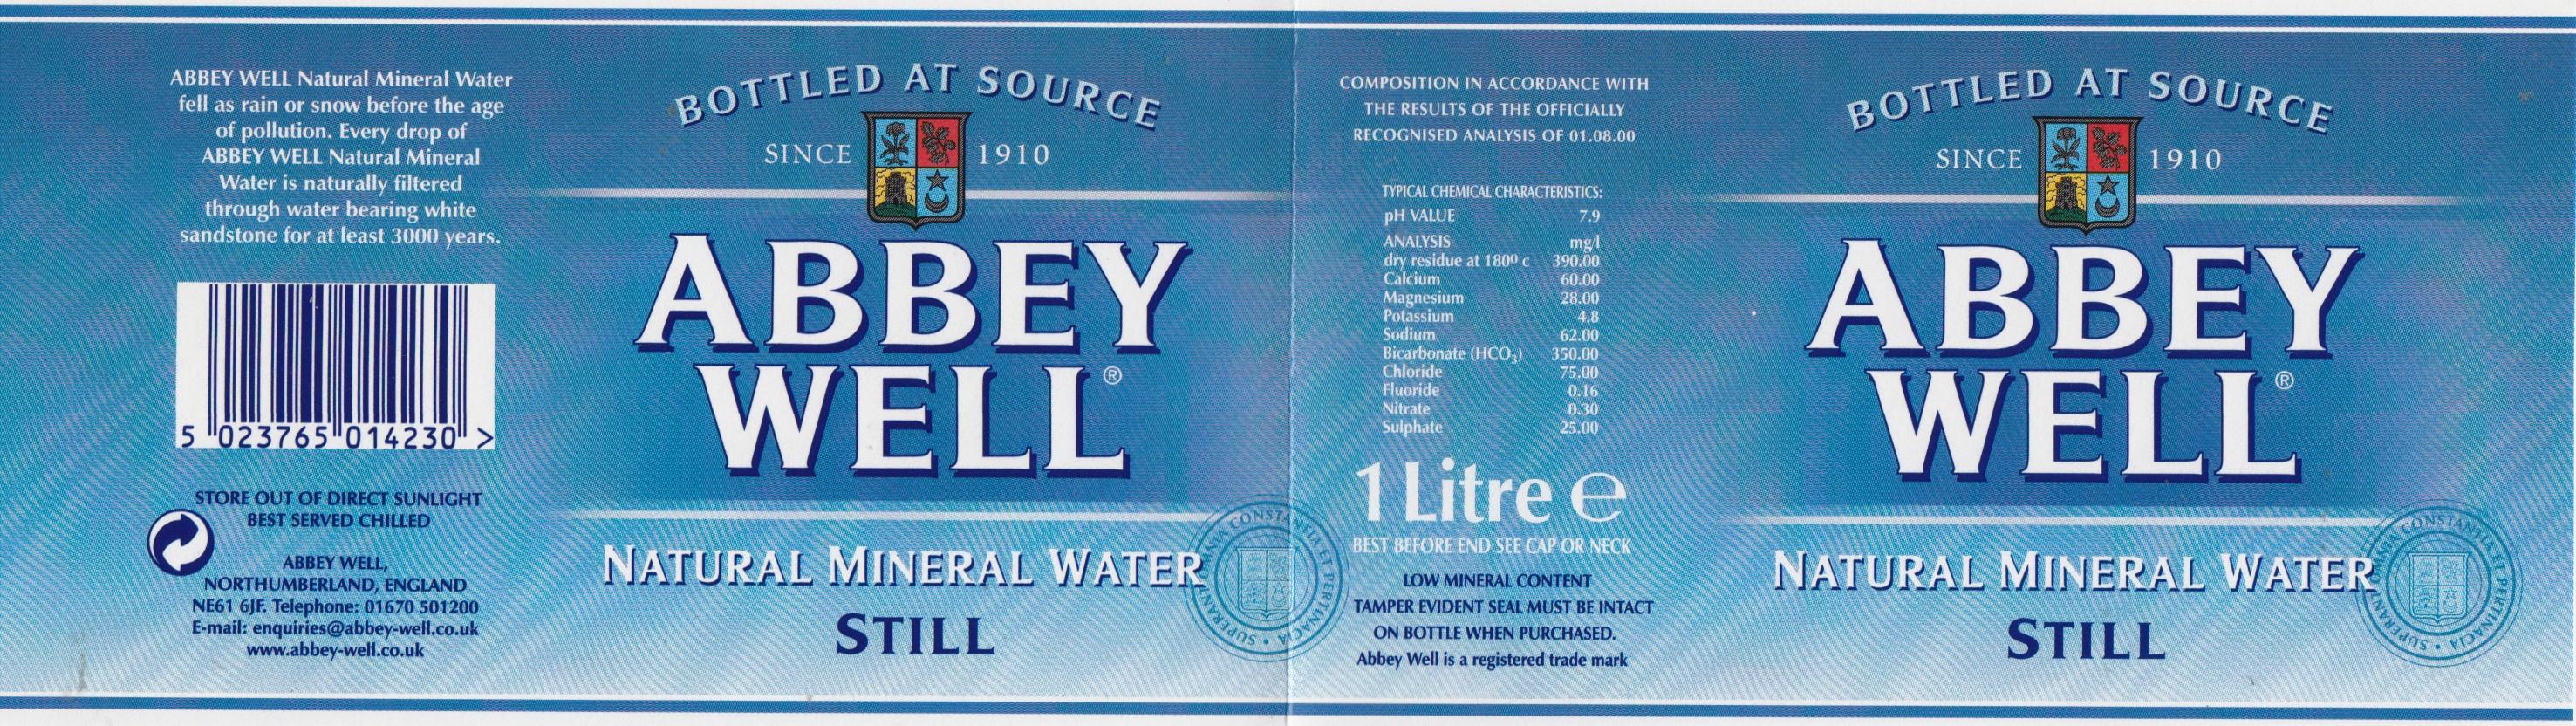 ABBEY WELL Natural Mineral Water
fell as rain or snow before the age
of pollution. Every drop of
ABBEY WELL Natural Mineral
Water is naturally filtered
through water bearing white
sandstone for at least 3000 years.
5 023765 014230 >
STORE OUT OF DIRECT SUNLIGHT
BEST SERVED CHILLED
ABBEY WELL,
NORTHUMBERLAND, ENGLAND
NE61 6JF. Telephone: 01670 501200
E-mail: enquiries@abbey-well.co.uk
www.abbey-well.co.uk
BOTTLED AT SOURCE
SINCE 1910
ABBEY
WELL®
NATURAL MINERAL WATER
STILL
CONSTANTIA ET PERTINACIA • SUPERANDA
COMPOSITION IN ACCORDANCE WITH
THE RESULTS OF THE OFFICIALLY
RECOGNISED ANALYSIS OF 01.08.00
TYPICAL CHEMICAL CHARACTERISTICS:
pH VALUE 7.9
ANALYSIS mg/l
dry residue at 180º c 390.00
Calcium 60.00
Magnesium 28.00
Potassium 4.8
Sodium 62.00
Bicarbonate (HCO₃) 350.00
Chloride 75.00
Fluoride 0.16
Nitrate 0.30
Sulphate 25.00
1 Litre ℮
BEST BEFORE END SEE CAP OR NECK
LOW MINERAL CONTENT
TAMPER EVIDENT SEAL MUST BE INTACT
ON BOTTLE WHEN PURCHASED.
Abbey Well is a registered trade mark
BOTTLED AT SOURCE
SINCE 1910
ABBEY
WELL®
NATURAL MINERAL WATER
STILL
CONSTANTIA ET PERTINACIA